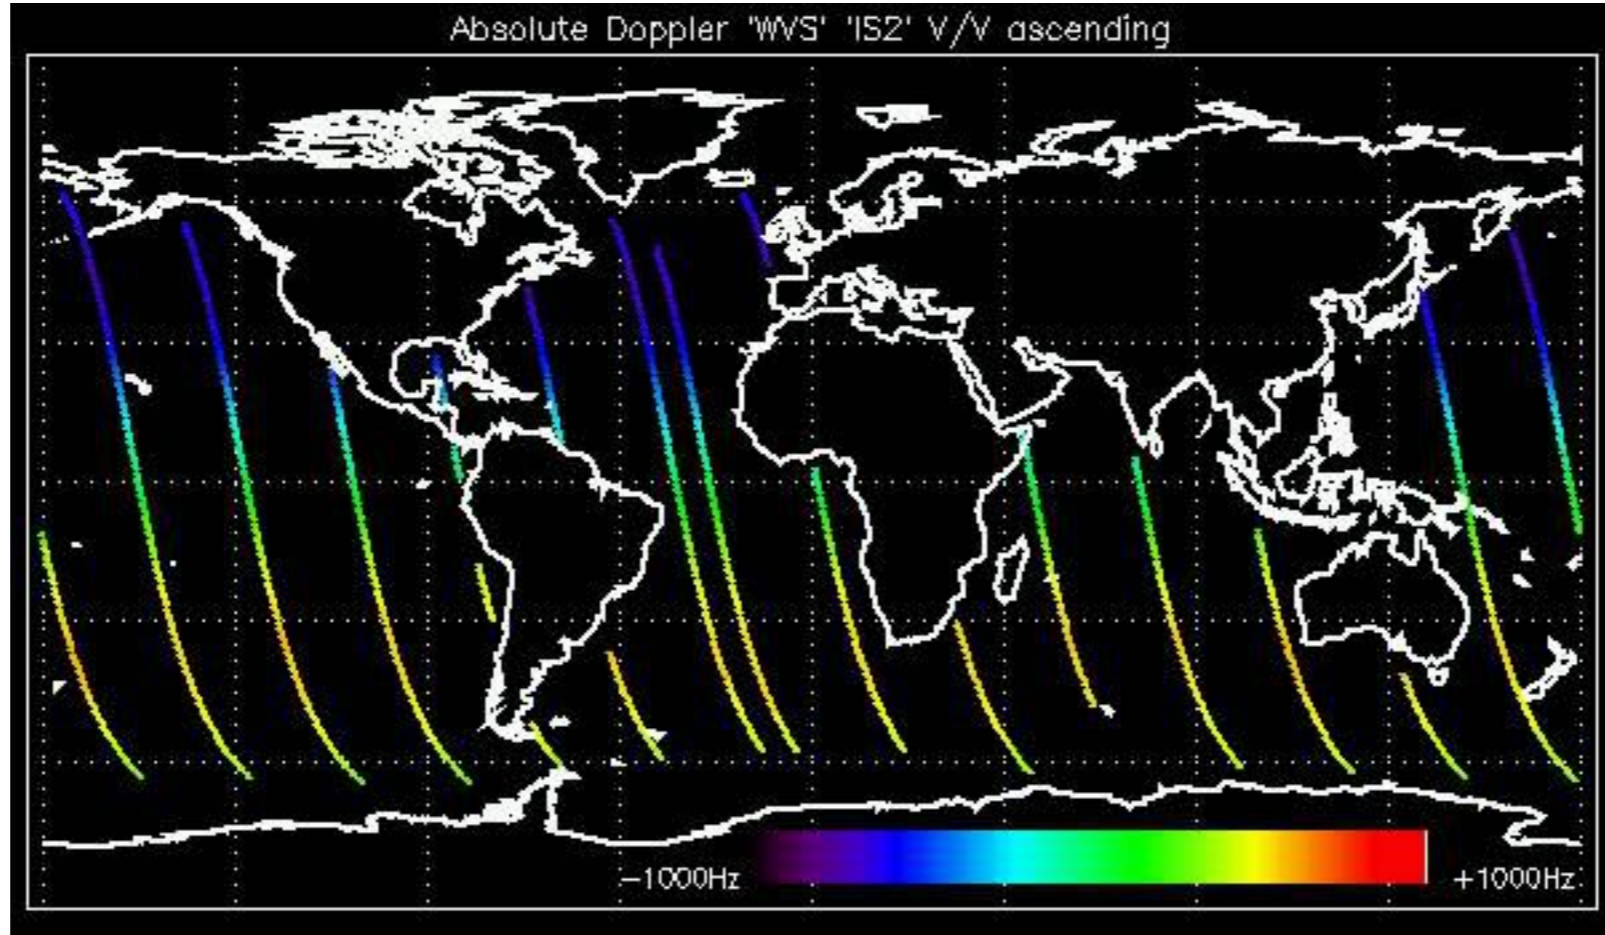 Absolute Doppler 'WVS' 'IS2' V/V ascending
-1000Hz +1000Hz